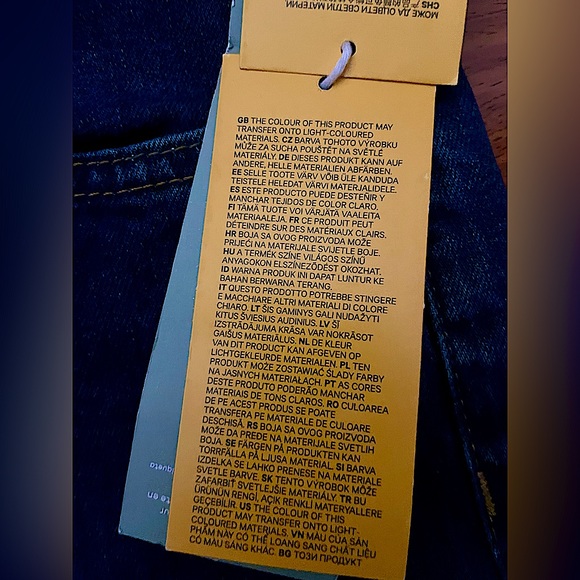 МОЖЕ ДА ОЦВЕТИ СВЕТЛИ МАТЕРИИ.
CHS
GB THE COLOUR OF THIS PRODUCT MAY
TRANSFER ONTO LIGHT-COLOURED
MATERIALS. CZ BARVA TOHOTO VÝROBKU
MŮŽE ZA SUCHA POUŠTĚT NA SVĚTLÉ
MATERIÁLY. DE DIESES PRODUKT KANN AUF
ANDERE, HELLE MATERIALIEN ABFÄRBEN.
EE SELLE TOOTE VÄRV VÕIB ÜLE KANDUDA
TEISTELE HELEDAT VÄRVI MATERJALIDELE.
ES ESTE PRODUCTO PUEDE DESTEÑIR Y
MANCHAR TEJIDOS DE COLOR CLARO.
FI TÄMÄ TUOTE VOI VÄRJÄTÄ VAALEITA
MATERIAALEJA. FR CE PRODUIT PEUT
DÉTEINDRE SUR DES MATÉRIAUX CLAIRS.
HR BOJA SA OVOG PROIZVODA MOŽE
PRIJEĆI NA MATERIJALE SVIJETLE BOJE.
HU A TERMÉK SZÍNE VILÁGOS SZÍNŰ
ANYAGOKON ELSZÍNEZŐDÉST OKOZHAT.
ID WARNA PRODUK INI DAPAT LUNTUR KE
BAHAN BERWARNA TERANG.
IT QUESTO PRODOTTO POTREBBE STINGERE
E MACCHIARE ALTRI MATERIALI DI COLORE
CHIARO. LT ŠIS GAMINYS GALI NUDAŽYTI
KITUS ŠVIESIUS AUDINIUS. LV ŠĪ
IZSTRĀDĀJUMA KRĀSA VAR NOKRĀSOT
GAIŠUS MATERIĀLUS. NL DE KLEUR
VAN DIT PRODUCT KAN AFGEVEN OP
LICHTGEKLEURDE MATERIALEN. PL TEN
PRODUKT MOŻE ZOSTAWIAĆ ŚLADY FARBY
NA JASNYCH MATERIAŁACH. PT AS CORES
DESTE PRODUTO PODERÃO MANCHAR
MATERIAIS DE TONS CLAROS. RO CULOAREA
DE PE ACEST PRODUS SE POATE
TRANSFERA PE MATERIALE DE CULOARE
DESCHISĂ. RS BOJA SA OVOG PROIZVODA
MOŽE DA PREĐE NA MATERIJALE SVETLIH
BOJA. SE FÄRGEN PÅ PRODUKTEN KAN
TORRFÄLLA PÅ LJUSA MATERIAL. SI BARVA
IZDELKA SE LAHKO PRENESE NA MATERIALE
SVETLE BARVE. SK TENTO VÝROBOK MÔŽE
ZAFARBIŤ SVETLEJŠIE MATERIÁLY. TR BU
ÜRÜNÜN RENGİ, AÇIK RENKLİ MATERYALLERE
GEÇEBİLİR. US THE COLOUR OF THIS
PRODUCT MAY TRANSFER ONTO LIGHT-
COLOURED MATERIALS. VN MÀU CỦA SẢN
PHẨM NÀY CÓ THỂ LOANG SANG CHẤT LIỆU
CÓ MÀU SÁNG KHÁC. BG ТОЗИ ПРОДУКТ